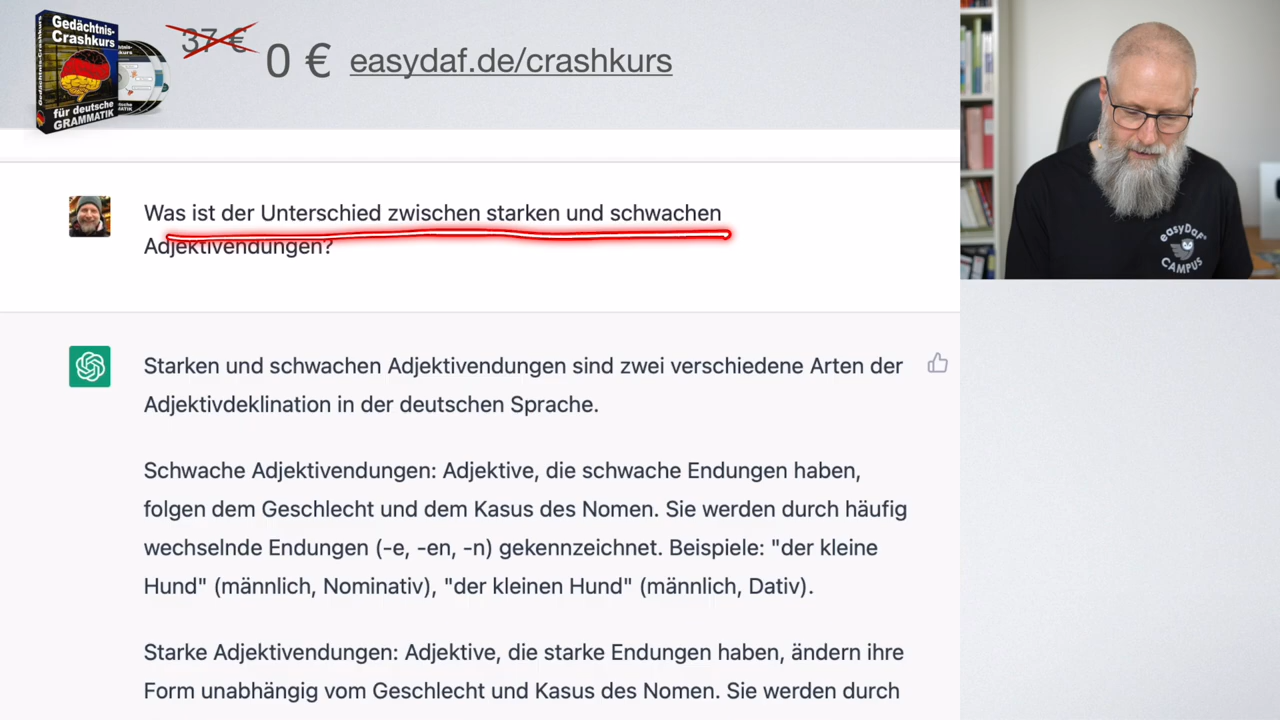 Gedächtnis-
Crashkurs
für deutsche
GRAMMATIK
37 €
0 €
easydaf.de/crashkurs
easyDaF®
CAMPUS
Was ist der Unterschied zwischen starken und schwachen
Adjektivendungen?
Starken und schwachen Adjektivendungen sind zwei verschiedene Arten der
Adjektivdeklination in der deutschen Sprache.
Schwache Adjektivendungen: Adjektive, die schwache Endungen haben,
folgen dem Geschlecht und dem Kasus des Nomen. Sie werden durch häufig
wechselnde Endungen (-e, -en, -n) gekennzeichnet. Beispiele: "der kleine
Hund" (männlich, Nominativ), "der kleinen Hund" (männlich, Dativ).
Starke Adjektivendungen: Adjektive, die starke Endungen haben, ändern ihre
Form unabhängig vom Geschlecht und Kasus des Nomen. Sie werden durch